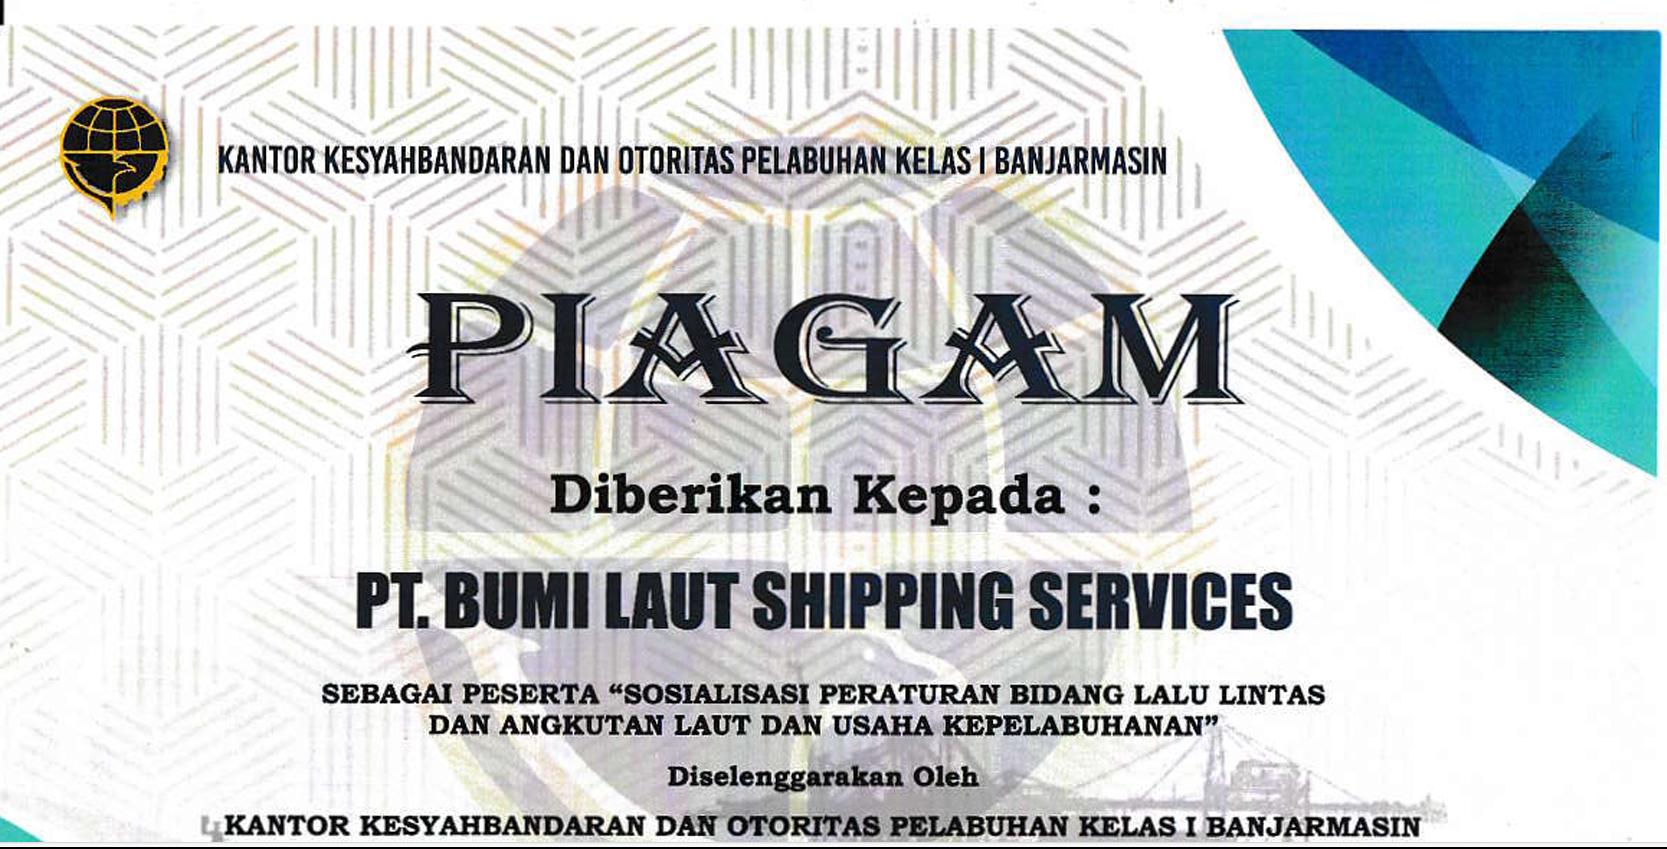 KANTOR KESYAHBANDARAN DAN OTORITAS PELABUHAN KELAS I BANJARMASIN
PIAGAM
Diberikan Kepada :
PT. BUMI LAUT SHIPPING SERVICES
SEBAGAI PESERTA “SOSIALISASI PERATURAN BIDANG LALU LINTAS
DAN ANGKUTAN LAUT DAN USAHA KEPELABUHANAN”
Diselenggarakan Oleh
KANTOR KESYAHBANDARAN DAN OTORITAS PELABUHAN KELAS I BANJARMASIN